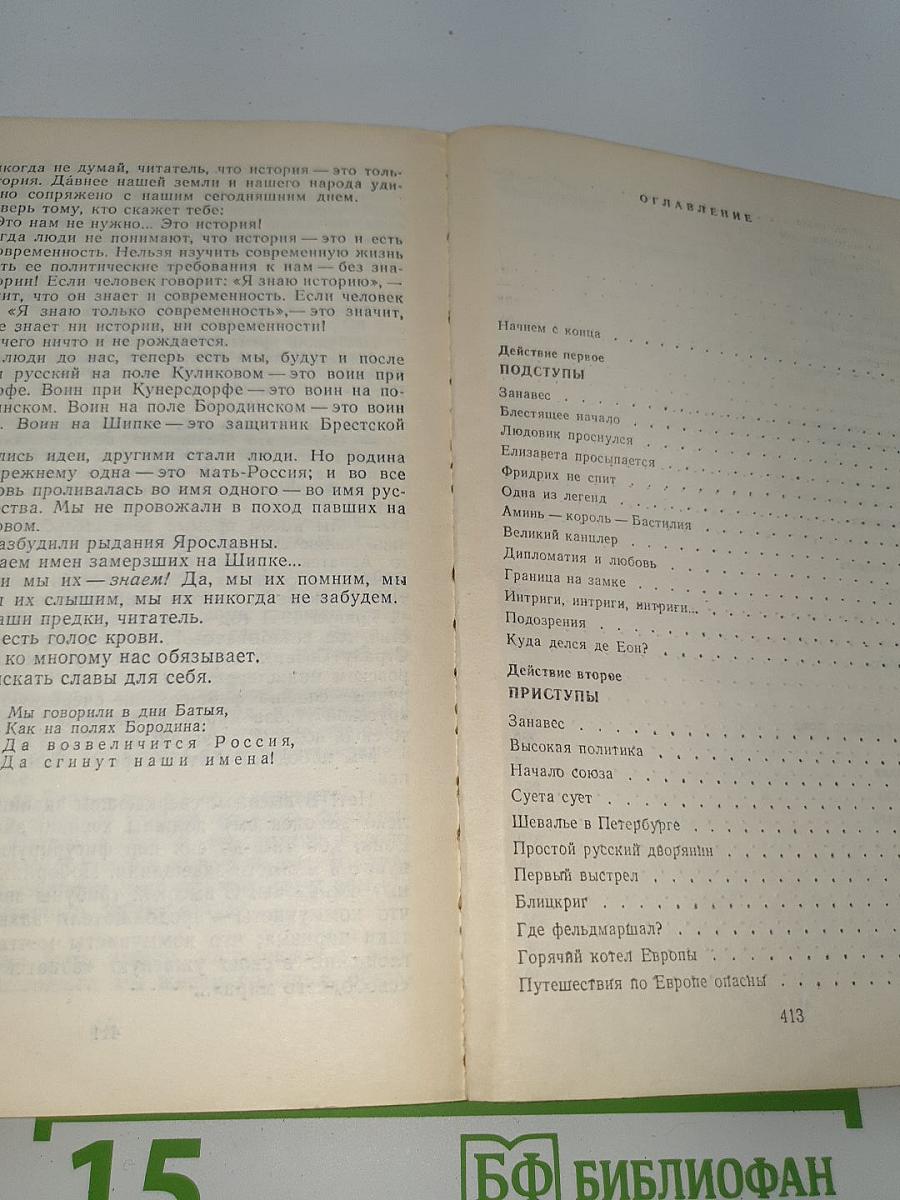 икогда не думай, читатель, что история — это толь-
тория. Да́внее нашей земли и нашего народа уди-
но сопряжено с нашим сегодняшним днем.
верь тому, кто скажет тебе:
Это нам не нужно... Это история!
гда люди не понимают, что история — это и есть
овременность. Нельзя изучить современную жизнь
ть ее политические требования к нам — без зна-
ории! Если человек говорит: «Я знаю историю», —
ит, что он знает и современность. Если человек
«Я знаю только современность»,— это значит,
е знает ни истории, ни современности!
чего ничто и не рождается.
люди до нас, теперь есть мы, будут и после
и русский на поле Куликовом — это воин при
рфе. Воин при Кунерсдорфе — это воин на по-
инском. Воин на поле Бородинском — это воин
. Воин на Шипке — это защитник Брестской
лись идеи, другими стали люди. Но родина
режнему одна — это мать-Россия; и во все
овь проливалась во имя одного — во имя рус-
ества. Мы не провожали в поход павших на
овом.
азбудили рыдания Ярославны.
аем имен замерзших на Шипке...
и мы их — знаем! Да, мы их помним, мы
ы их слышим, мы их никогда не забудем.
аши предки, читатель.
есть голос крови.
ко многому нас обязывает.
искать славы для себя.
Мы говорили в дни Батыя,
Как на полях Бородина:
Да возвеличится Россия,
Да сгинут наши имена!
ОГЛАВЛЕНИЕ
Начнем с конца
Действие первое
ПОДСТУПЫ
Занавес
Блестящее начало
Людовик проснулся
Елизавета просыпается
Фридрих не спит
Одна из легенд
Аминь — король — Бастилия
Великий канцлер
Дипломатия и любовь
Граница на замке
Интриги, интриги, интриги...
Подозрения
Куда делся де Еон?
Действие второе
ПРИСТУПЫ
Занавес
Высокая политика
Начало союза
Суета сует
Шевалье в Петербурге
Простой русский дворянин
Первый выстрел
Блицкриг
Где фельдмаршал?
Горячий котел Европы
Путешествия по Европе опасны
413
15
БФ БИБЛИОФАН